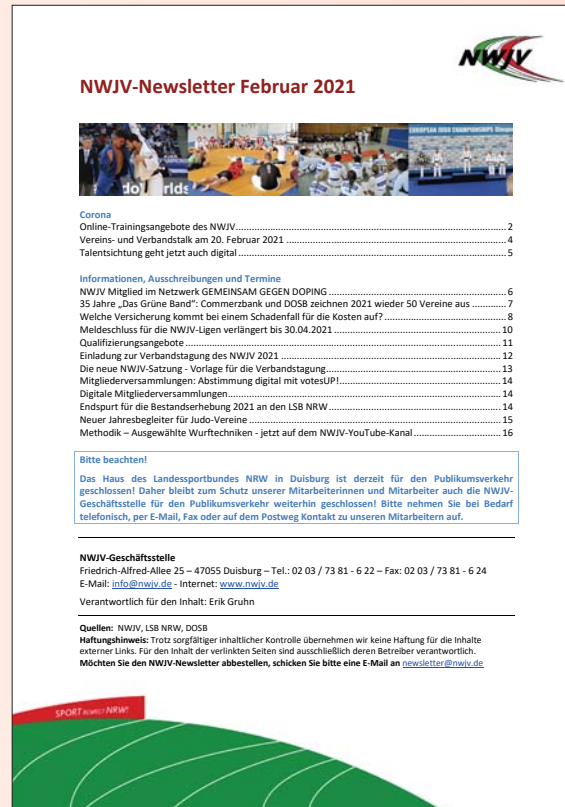 NWJV
NWJV-Newsletter Februar 2021
EUROPEAN JUDO CHAMPIONSHIPS
Corona
Online-Trainingsangebote des NWJV 2
Vereins- und Verbandstalk am 20. Februar 2021 4
Talentsichtung geht jetzt auch digital 5
Informationen, Ausschreibungen und Termine
NWJV Mitglied im Netzwerk GEMEINSAM GEGEN DOPING 6
35 Jahre „Das Grüne Band“: Commerzbank und DOSB zeichnen 2021 wieder 50 Vereine aus 7
Welche Versicherung kommt bei einem Schadenfall für die Kosten auf? 8
Meldeschluss für die NWJV-Ligen verlängert bis 30.04.2021 10
Qualifizierungsangebote 11
Einladung zur Verbandstagung des NWJV 2021 12
Die neue NWJV-Satzung - Vorlage für die Verbandstagung 13
Mitgliederversammlungen: Abstimmung digital mit votesUP! 14
Digitale Mitgliederversammlungen 14
Endspurt für die Bestandserhebung 2021 an den LSB NRW 14
Neuer Jahresbegleiter für Judo-Vereine 15
Methodik – Ausgewählte Wurftechniken - jetzt auf dem NWJV-YouTube-Kanal 16
Bitte beachten!
Das Haus des Landessportbundes NRW in Duisburg ist derzeit für den Publikumsverkehr
geschlossen! Daher bleibt zum Schutz unserer Mitarbeiterinnen und Mitarbeiter auch die NWJV-
Geschäftsstelle für den Publikumsverkehr weiterhin geschlossen! Bitte nehmen Sie bei Bedarf
telefonisch, per E-Mail, Fax oder auf dem Postweg Kontakt zu unseren Mitarbeitern auf.
NWJV-Geschäftsstelle
Friedrich-Alfred-Allee 25 – 47055 Duisburg – Tel.: 02 03 / 73 81 - 6 22 – Fax: 02 03 / 73 81 - 6 24
E-Mail: info@nwjv.de - Internet: www.nwjv.de
Verantwortlich für den Inhalt: Erik Gruhn
Quellen: NWJV, LSB NRW, DOSB
Haftungshinweis: Trotz sorgfältiger inhaltlicher Kontrolle übernehmen wir keine Haftung für die Inhalte
externer Links. Für den Inhalt der verlinkten Seiten sind ausschließlich deren Betreiber verantwortlich.
Möchten Sie den NWJV-Newsletter abbestellen, schicken Sie bitte eine E-Mail an newsletter@nwjv.de
SPORT BEWEGT NRW!